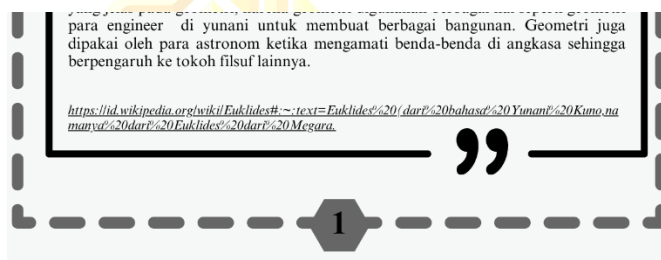 para engineer di yunani untuk membuat berbagai bangunan. Geometri juga
dipakai oleh para astronom ketika mengamati benda-benda di angkasa sehingga
berpengaruh ke tokoh filsuf lainnya.
https://id.wikipedia.org/wiki/Euklides#:~:text=Euklides%20(dari%20bahasa%20Yunani%20Kuno,na
manya%20dari%20Euklides%20dari%20Megara.
”
1